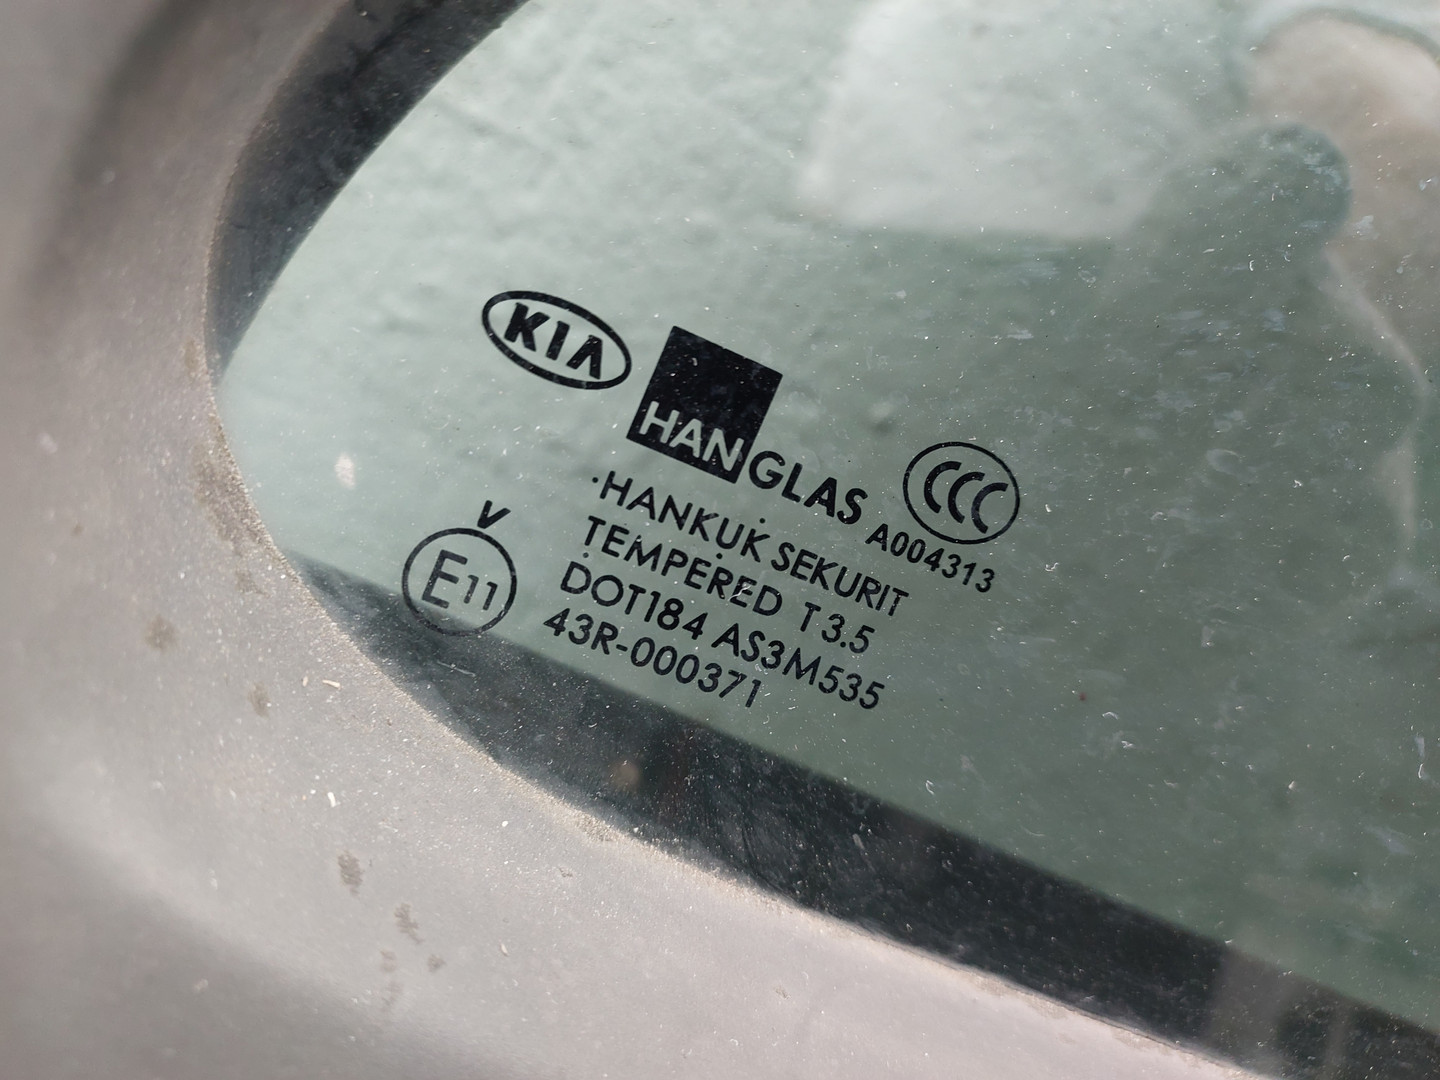 KIA
HANGLAS
CCC
A004313
HANKUK SEKURIT
TEMPERED T3.5
DOT184 AS3M535
43R-000371
V
E11